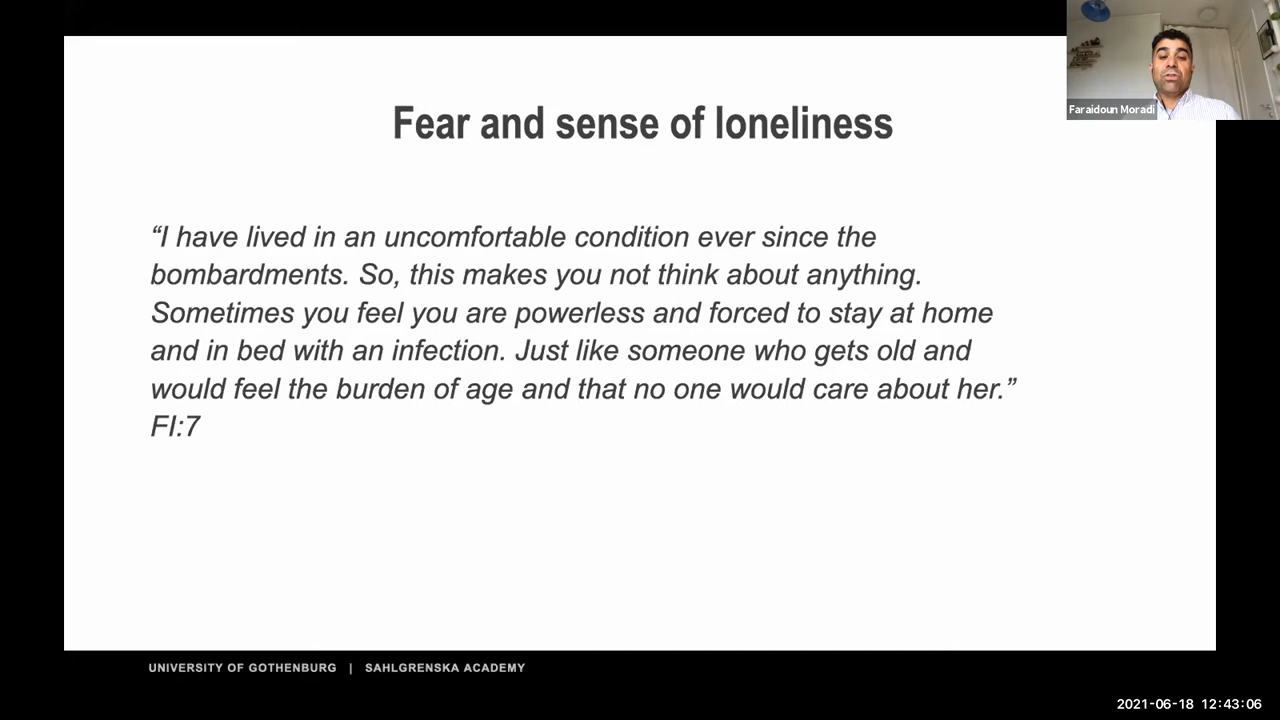 Faraidoun Moradi
Fear and sense of loneliness
“I have lived in an uncomfortable condition ever since the
bombardments. So, this makes you not think about anything.
Sometimes you feel you are powerless and forced to stay at home
and in bed with an infection. Just like someone who gets old and
would feel the burden of age and that no one would care about her.”
FI:7
UNIVERSITY OF GOTHENBURG | SAHLGRENSKA ACADEMY
2021-06-18 12:43:06